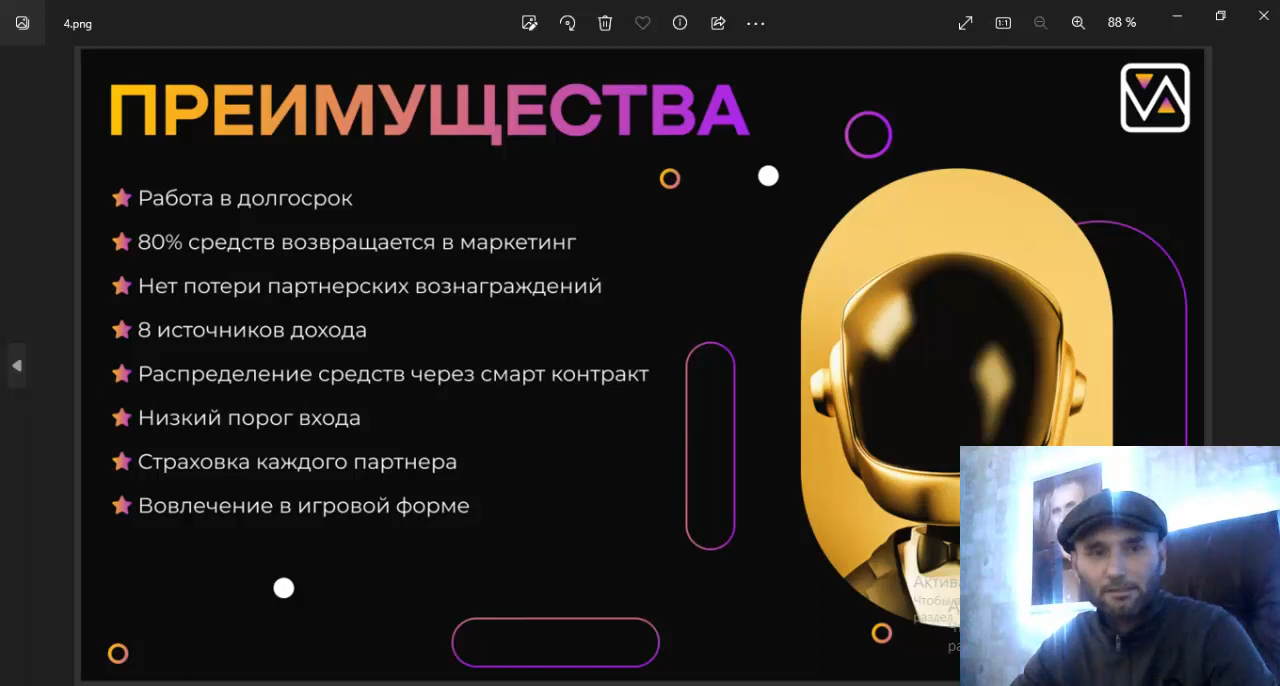 4.png
88 %
ПРЕИМУЩЕСТВА
Работа в долгосрок
80% средств возвращается в маркетинг
Нет потери партнерских вознаграждений
8 источников дохода
Распределение средств через смарт контракт
Низкий порог входа
Страховка каждого партнера
Вовлечение в игровой форме